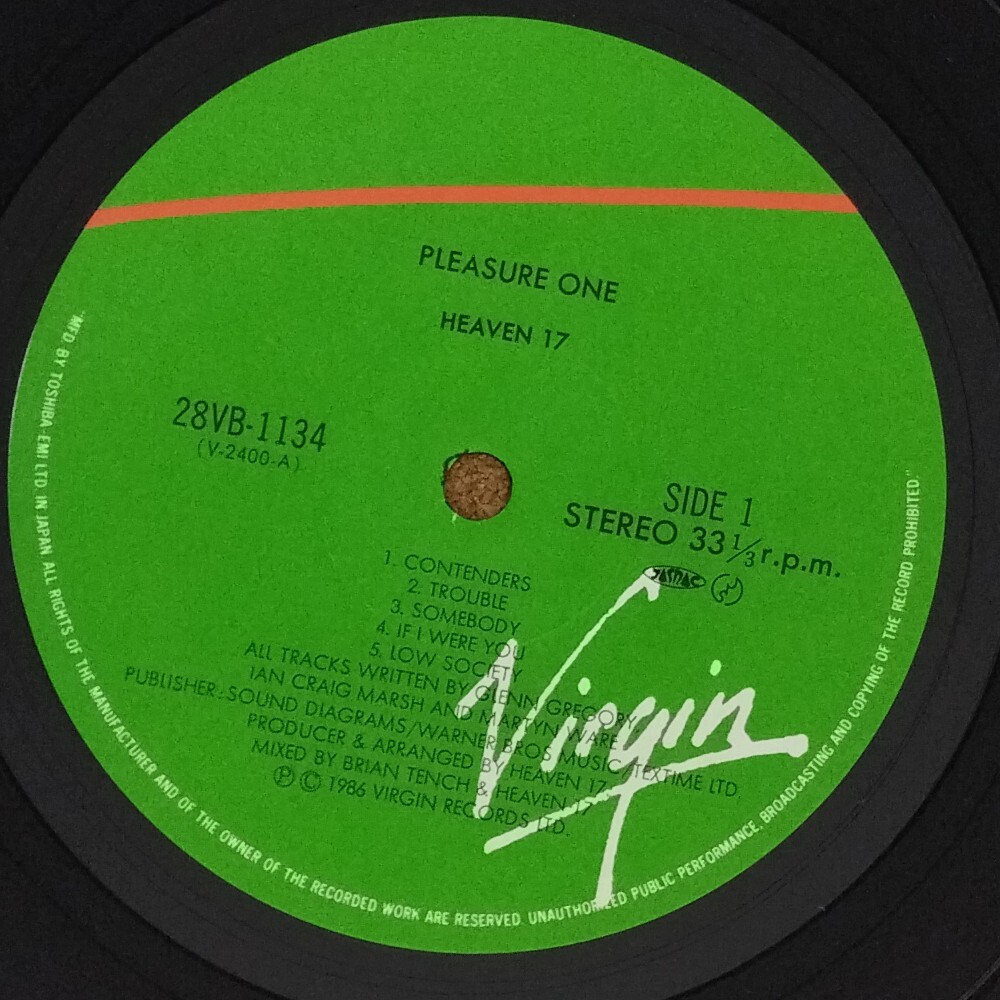 PLEASURE ONE
HEAVEN 17
28VB-1134
(V-2400-A)
SIDE 1
STEREO 33 1/3 r.p.m.
JASRAC
1. CONTENDERS
2. TROUBLE
3. SOMEBODY
4. IF I WERE YOU
5. LOW SOCIETY
ALL TRACKS WRITTEN BY GLENN GREGORY
IAN CRAIG MARSH AND MARTYN WARE
PUBLISHER:SOUND DIAGRAMS/WARNER BROS MUSIC/TEXTIME LTD.
PRODUCER & ARRANGED BY HEAVEN 17
MIXED BY BRIAN TENCH & HEAVEN 17
℗ © 1986 VIRGIN RECORDS LTD.
Virgin
"MFD BY TOSHIBA-EMI LTD. IN JAPAN ALL RIGHTS OF THE MANUFACTURER AND OF THE OWNER OF THE RECORDED WORK ARE RESERVED. UNAUTHORIZED PUBLIC PERFORMANCE, BROADCASTING AND COPYING OF THE RECORD PROHIBITED."